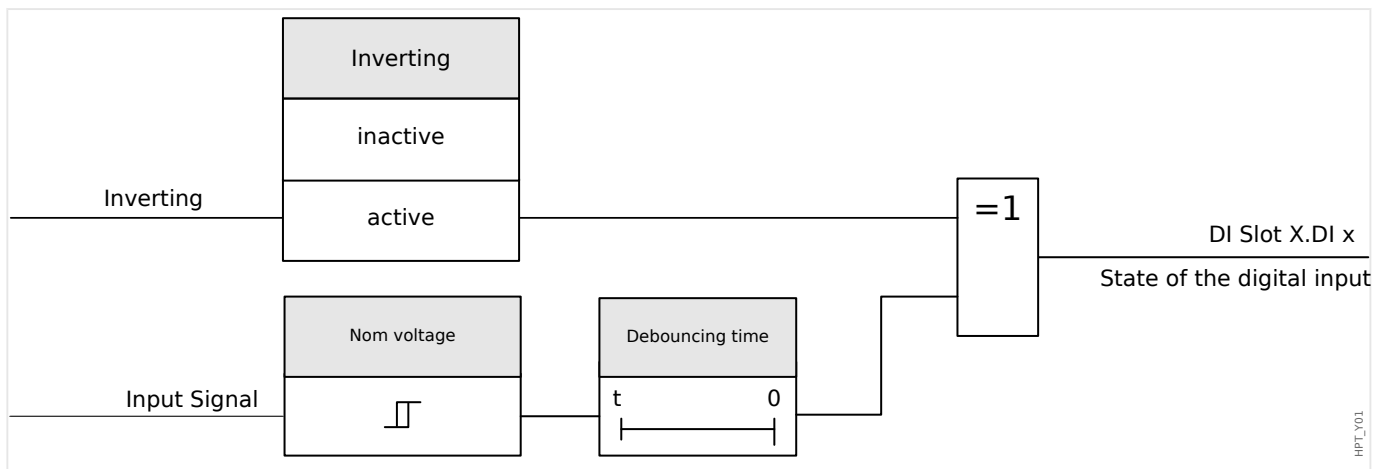 Inverting
inactive
Inverting
active
=1
DI Slot X.DI x
State of the digital input
Nom voltage
Debouncing time
Input Signal
t 0
HPT_Y01